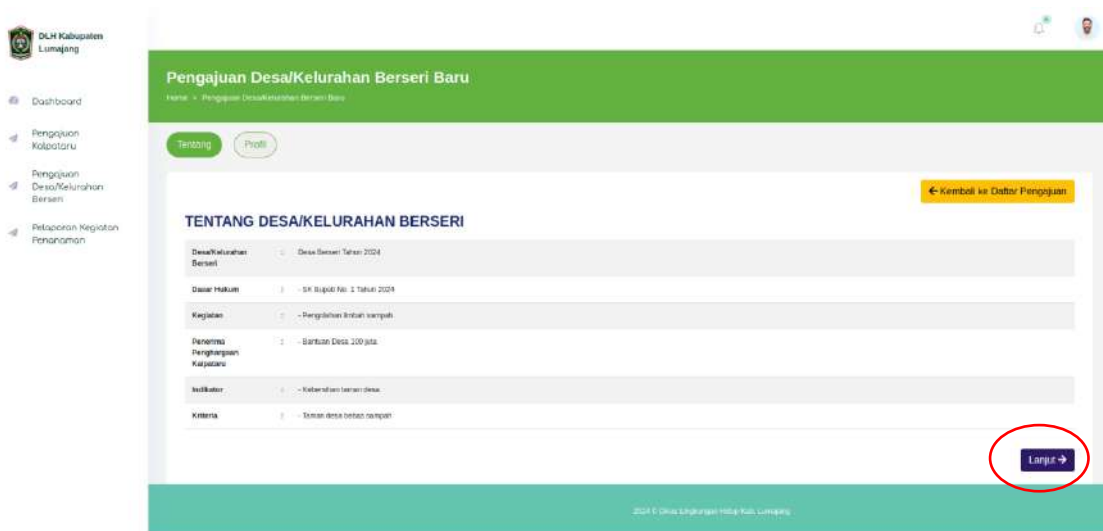 DLH Kabupaten
Lumajang
Dashboard
Pengajuan
Kalpataru
Pengajuan
Desa/Kelurahan
Berseri
Pelaporan Kegiatan
Penanaman
Pengajuan Desa/Kelurahan Berseri Baru
Home > Pengajuan Desa/Kelurahan Berseri Baru
Tentang Profil
← Kembali ke Daftar Pengajuan
TENTANG DESA/KELURAHAN BERSERI
Desa/Kelurahan : Desa Berseri Tahun 2024
Berseri
Dasar Hukum : - SK Bupati No. 1 Tahun 2024
Kegiatan : - Pengolahan limbah sampah
Penerima : - Bantuan Desa 100 juta
Penghargaan
Kalpataru
Indikator : - Kebersihan taman desa
Kriteria : - Taman desa bebas sampah
Lanjut →
2024 © Dinas Lingkungan Hidup Kab. Lumajang